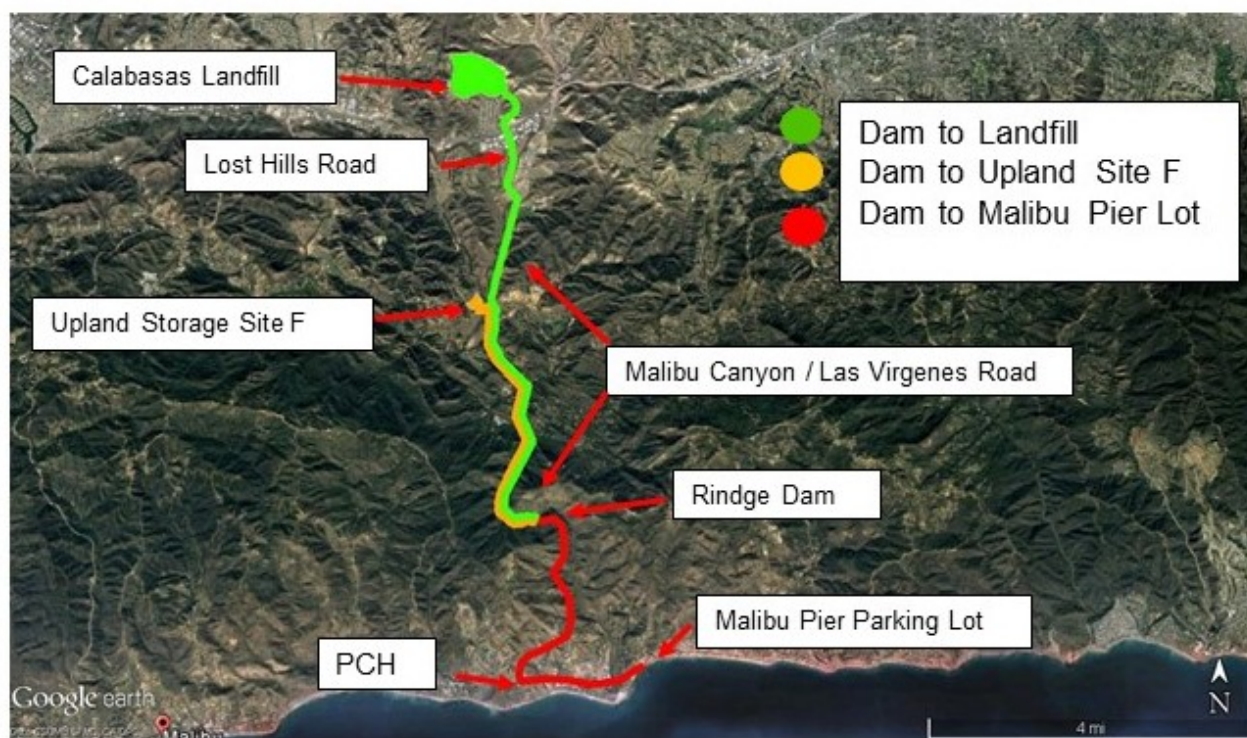 Calabasas Landfill
Lost Hills Road
Dam to Landfill
Dam to Upland Site F
Dam to Malibu Pier Lot
Upland Storage Site F
Malibu Canyon / Las Virgenes Road
Rindge Dam
Malibu Pier Parking Lot
PCH
Google earth
N
Malibu
4 mi